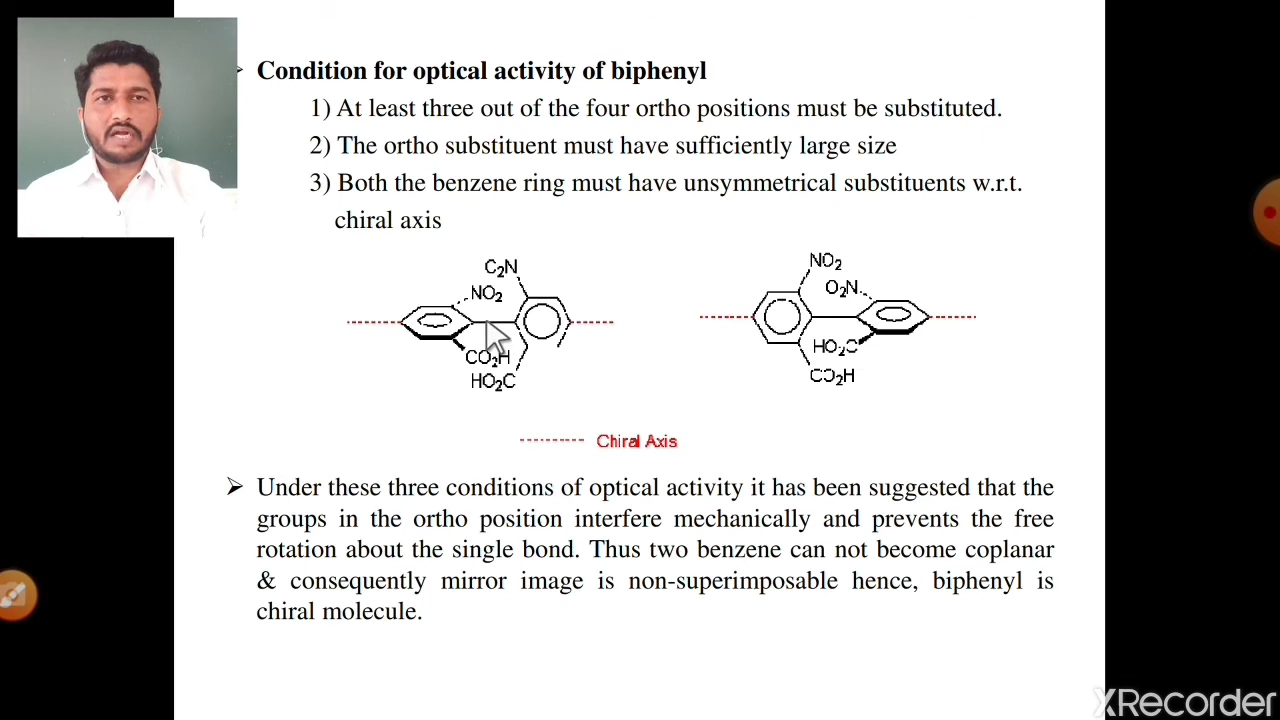 ➤ Condition for optical activity of biphenyl
1) At least three out of the four ortho positions must be substituted.
2) The ortho substituent must have sufficiently large size
3) Both the benzene ring must have unsymmetrical substituents w.r.t.
chiral axis
C2N
NO2
CO2H
HO2C
NO2
O2N
HO2C
CO2H
Chiral Axis
➤ Under these three conditions of optical activity it has been suggested that the
groups in the ortho position interfere mechanically and prevents the free
rotation about the single bond. Thus two benzene can not become coplanar
& consequently mirror image is non-superimposable hence, biphenyl is
chiral molecule.
XRecorder